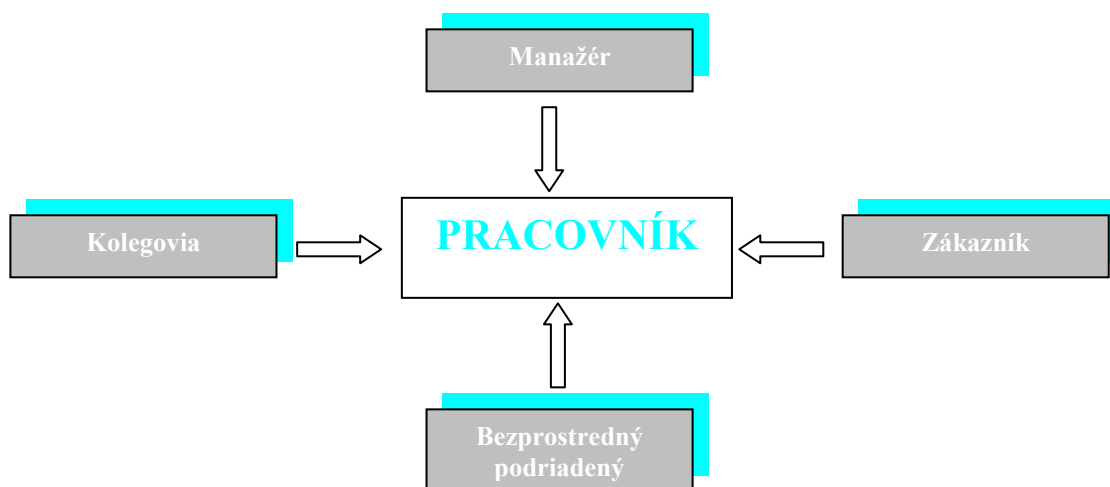 Manažér
Kolegovia
PRACOVNÍK
Zákazník
Bezprostredný
podriadený